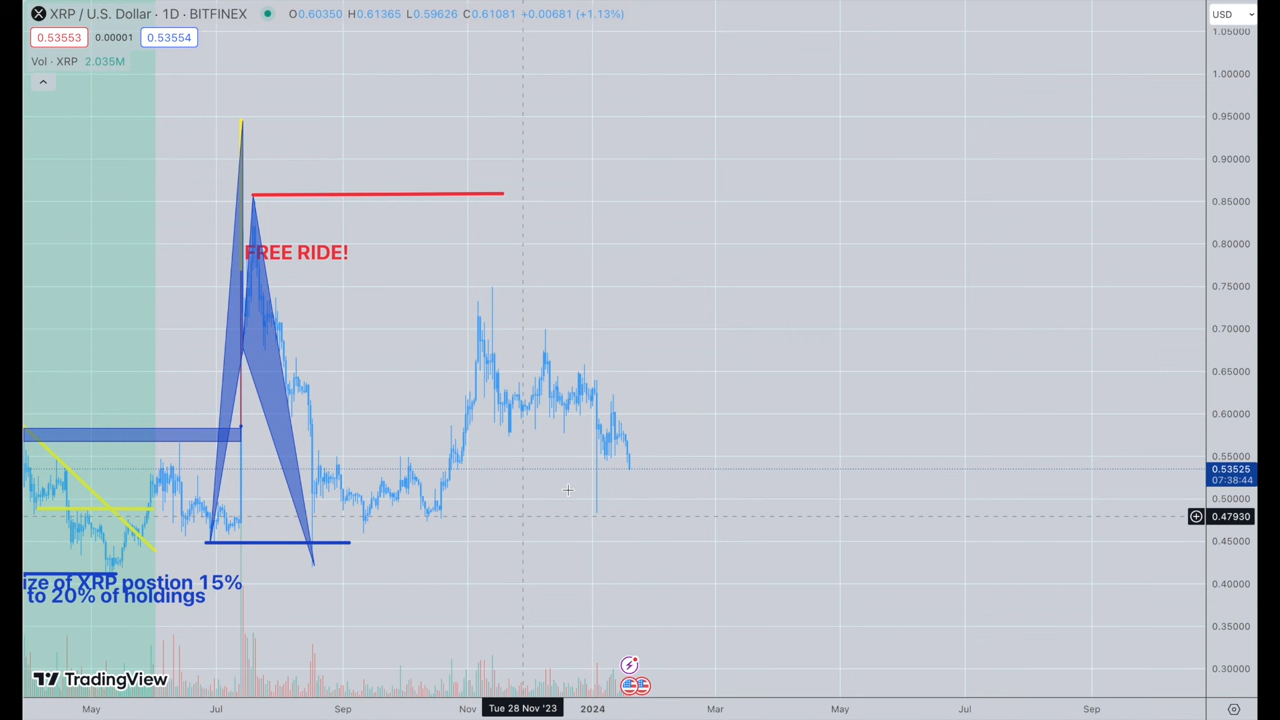 XRP / U.S. Dollar · 1D · BITFINEX
O0.60350 H0.61365 L0.59626 C0.61081 +0.00681 (+1.13%)
USD
0.53553 0.00001 0.53554
Vol · XRP 2.035M
1.05000
1.00000
0.95000
0.90000
0.85000
0.80000
0.75000
0.70000
0.65000
0.60000
0.55000
0.53525
07:38:44
0.50000
0.47930
0.45000
0.40000
0.35000
0.30000
FREE RIDE!
ize of XRP postion 15%
to 20% of holdings
TradingView
May Jul Sep Nov Tue 28 Nov '23 2024 Mar May Jul Sep